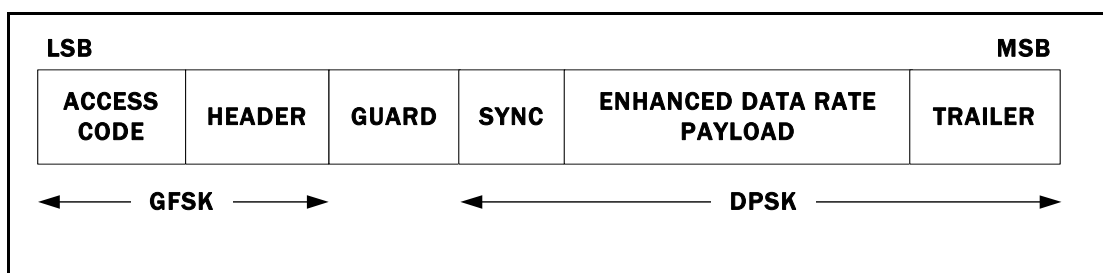 LSB
MSB
ACCESS
CODE
HEADER
GUARD
SYNC
ENHANCED DATA RATE
PAYLOAD
TRAILER
GFSK
DPSK